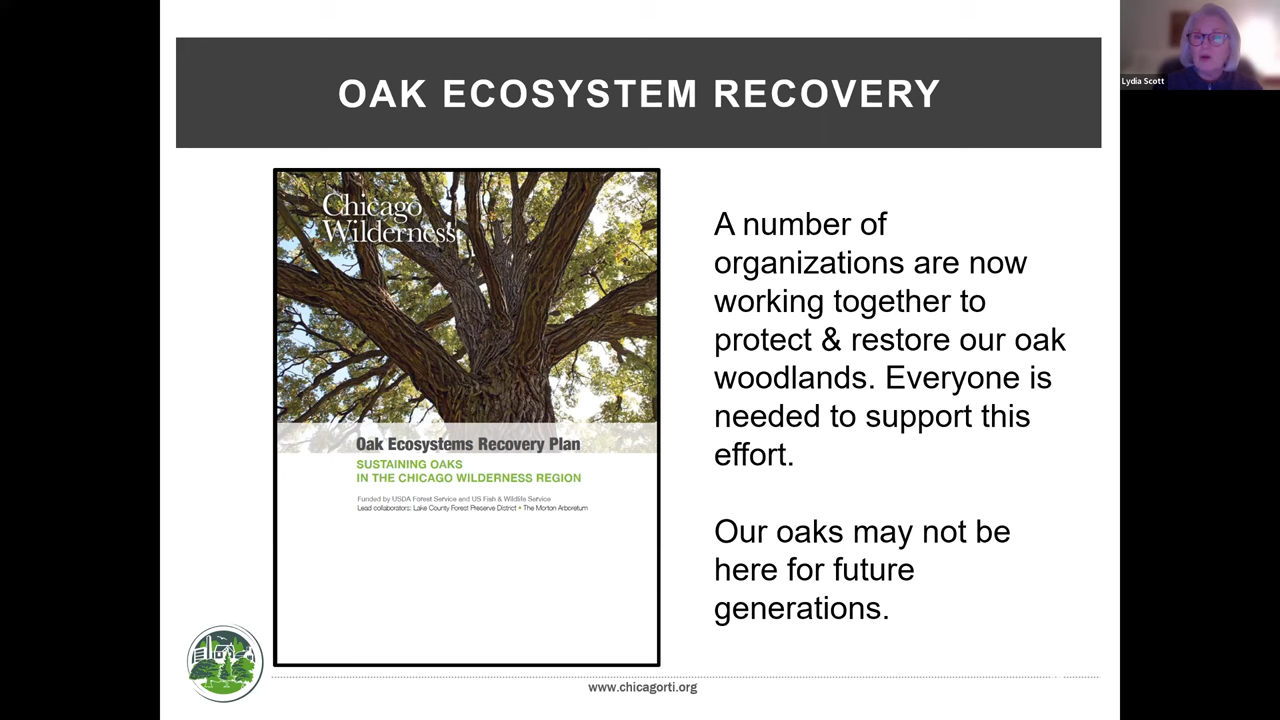 Lydia Scott
OAK ECOSYSTEM RECOVERY
Chicago
Wilderness
Oak Ecosystems Recovery Plan
SUSTAINING OAKS
IN THE CHICAGO WILDERNESS REGION
Funded by USDA Forest Service and US Fish & Wildlife Service
Lead collaborators: Lake County Forest Preserve District • The Morton Arboretum
A number of
organizations are now
working together to
protect & restore our oak
woodlands. Everyone is
needed to support this
effort.
Our oaks may not be
here for future
generations.
www.chicagorti.org